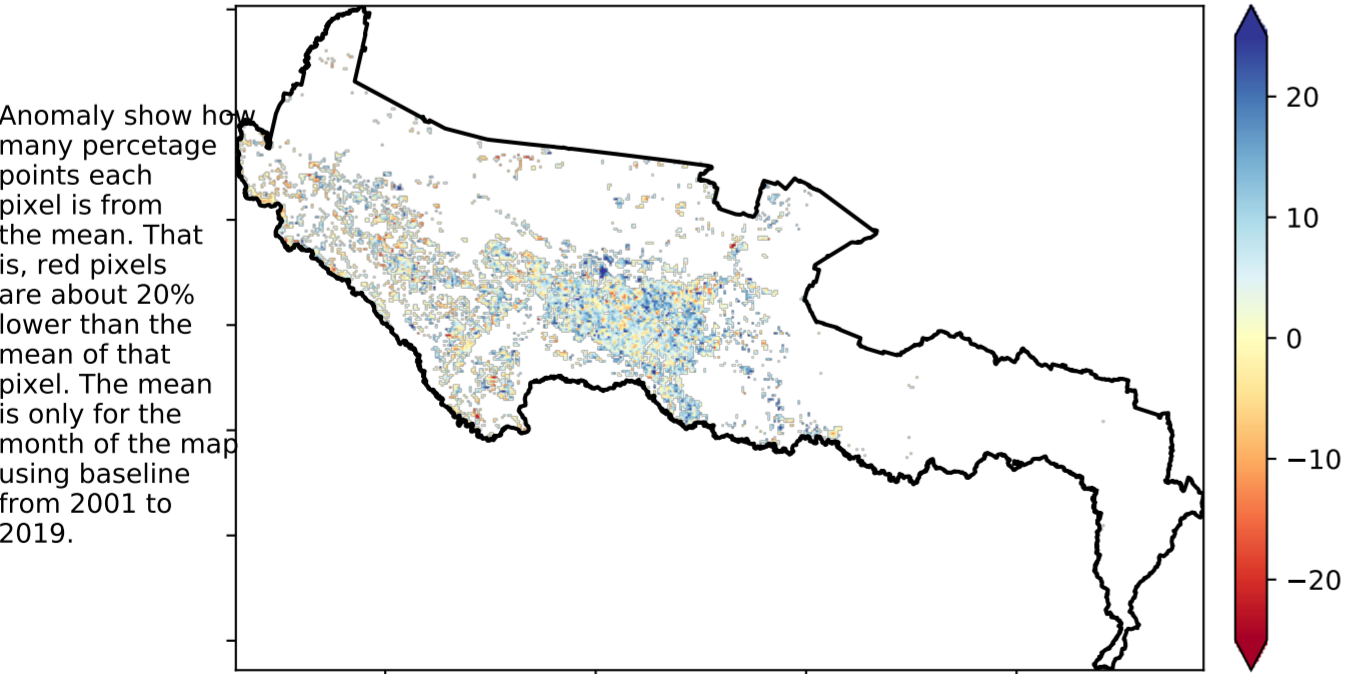 Anomaly show how
many percetage
points each
pixel is from
the mean. That
is, red pixels
are about 20%
lower than the
mean of that
pixel. The mean
is only for the
month of the map
using baseline
from 2001 to
2019.
20
10
0
−10
−20